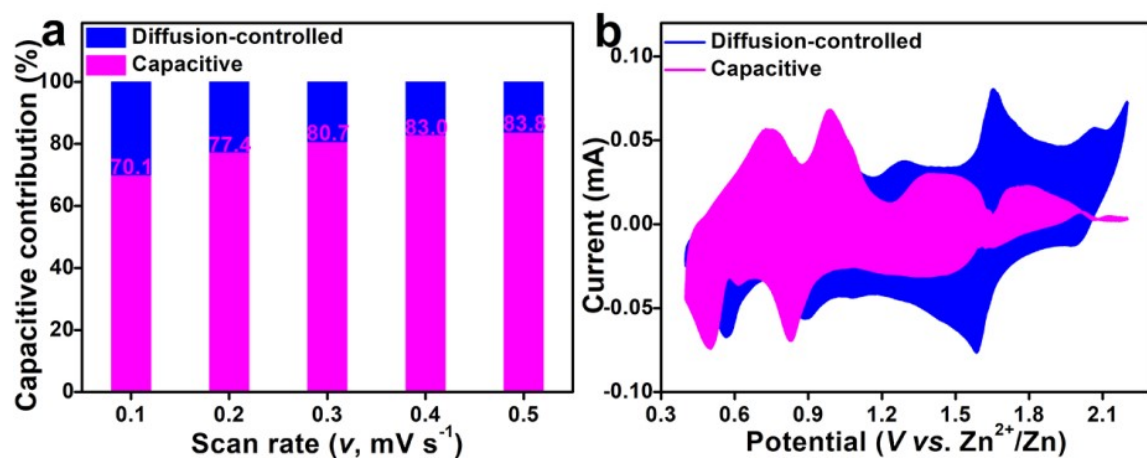 a
Diffusion-controlled
Capacitive
Capacitive contribution (%)
100
80
60
40
20
0
70.1
77.4
80.7
83.0
83.8
0.1 0.2 0.3 0.4 0.5
Scan rate (v, mV s⁻¹)
b
Diffusion-controlled
Capacitive
Current (mA)
0.10
0.05
0.00
-0.05
-0.10
0.3 0.6 0.9 1.2 1.5 1.8 2.1
Potential (V vs. Zn²⁺/Zn)